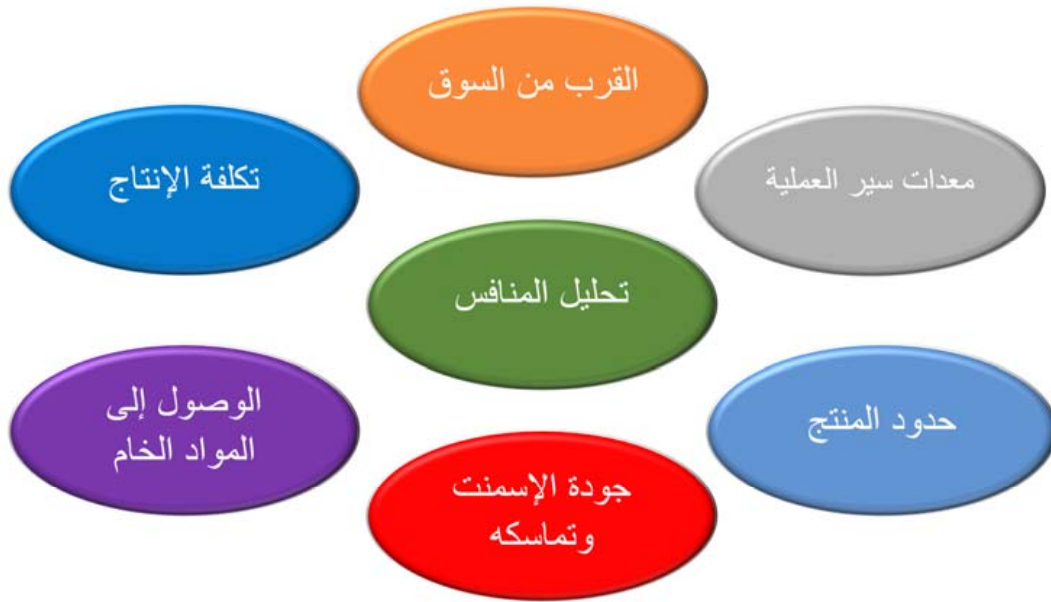 القرب من السوق
معدات سير العملية
تكلفة الإنتاج
تحليل المنافس
حدود المنتج
الوصول إلى
المواد الخام
جودة الإسمنت
وتماسكه